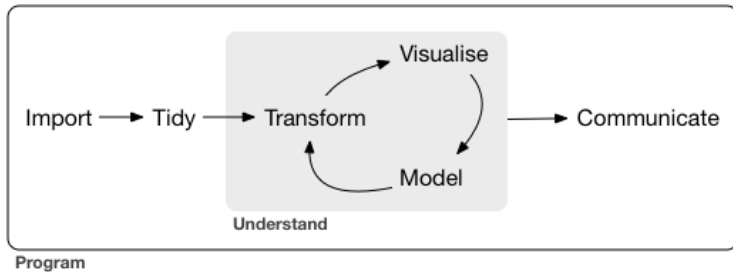 Visualise
Import
Tidy
Transform
Communicate
Model
Understand
Program